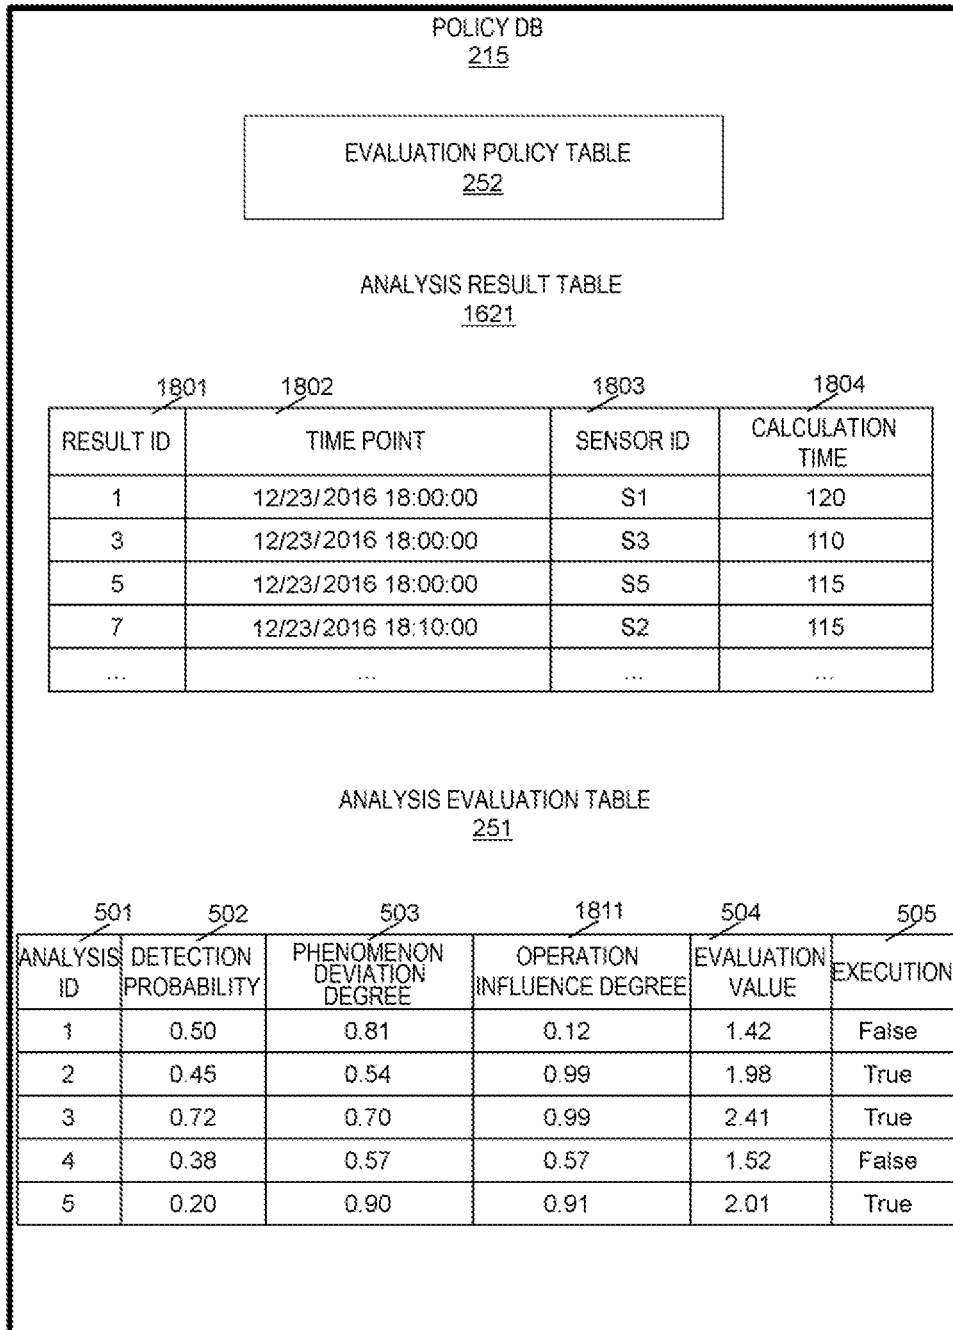 POLICY DB
215
EVALUATION POLICY TABLE
252
ANALYSIS RESULT TABLE
1621
1801 1802 1803 1804
RESULT ID TIME POINT SENSOR ID CALCULATION TIME
1 12/23/2016 18:00:00 S1 120
3 12/23/2016 18:00:00 S3 110
5 12/23/2016 18:00:00 S5 115
7 12/23/2016 18:10:00 S2 115
... ... ... ...
ANALYSIS EVALUATION TABLE
251
501 502 503 1811 504 505
ANALYSIS ID DETECTION PROBABILITY PHENOMENON DEVIATION DEGREE OPERATION INFLUENCE DEGREE EVALUATION VALUE EXECUTION
1 0.50 0.81 0.12 1.42 False
2 0.45 0.54 0.99 1.98 True
3 0.72 0.70 0.99 2.41 True
4 0.38 0.57 0.57 1.52 False
5 0.20 0.90 0.91 2.01 True